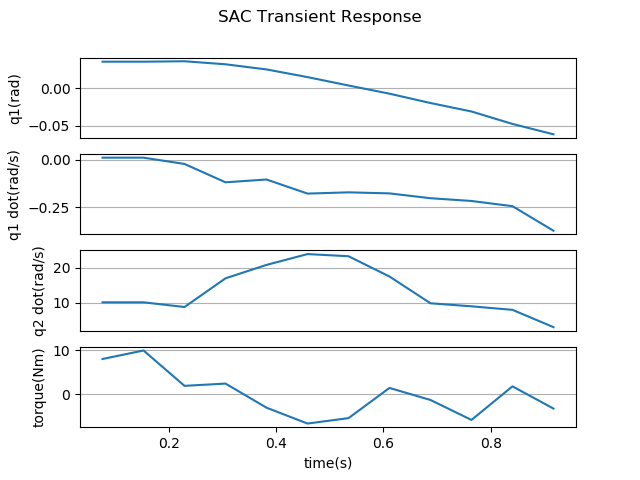 SAC Transient Response
q1(rad)
0.00
−0.05
q1 dot(rad/s)
0.00
−0.25
q2 dot(rad/s)
20
10
torque(Nm)
10
0
0.2 0.4 0.6 0.8
time(s)